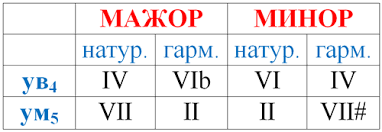 МАЖОР МИНОР
натур. гарм. натур. гарм.
ув4 IV VIb VI IV
ум5 VII II II VII#